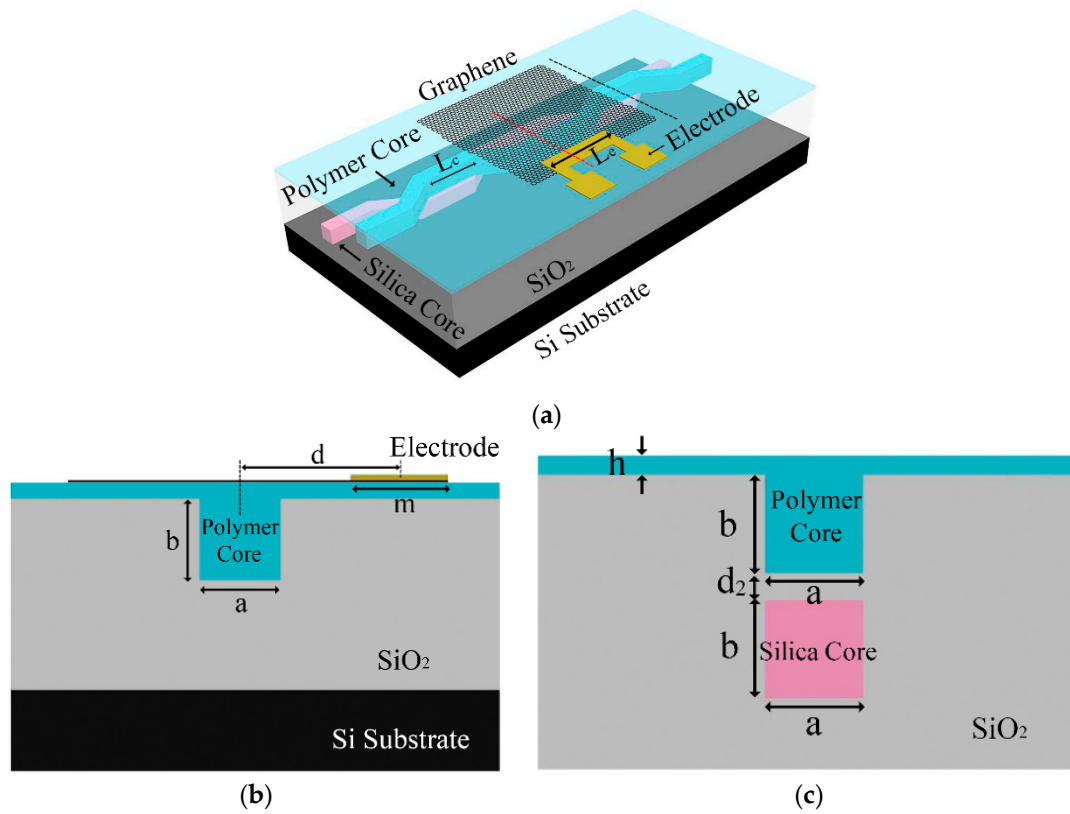 Graphene
Electrode
Polymer Core
Lc
Lc
Silica Core
SiO2
Si Substrate
(a)
Electrode
d
m
b
Polymer
Core
a
SiO2
Si Substrate
(b)
h
b
Polymer
Core
d2
a
b
Silica Core
a
SiO2
(c)